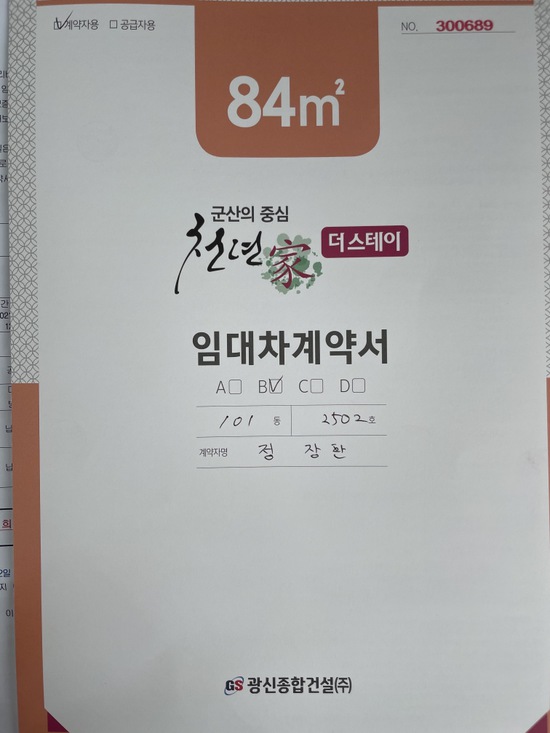 ☑ 계약자용 ☐ 공급자용
NO. 300689
84m²
군산의 중심
천년家 더스테이
임대차계약서
A☐ B☑ C☐ D☐
101 동 2502 호
계약자명 정 장 환
GS 광신종합건설(주)